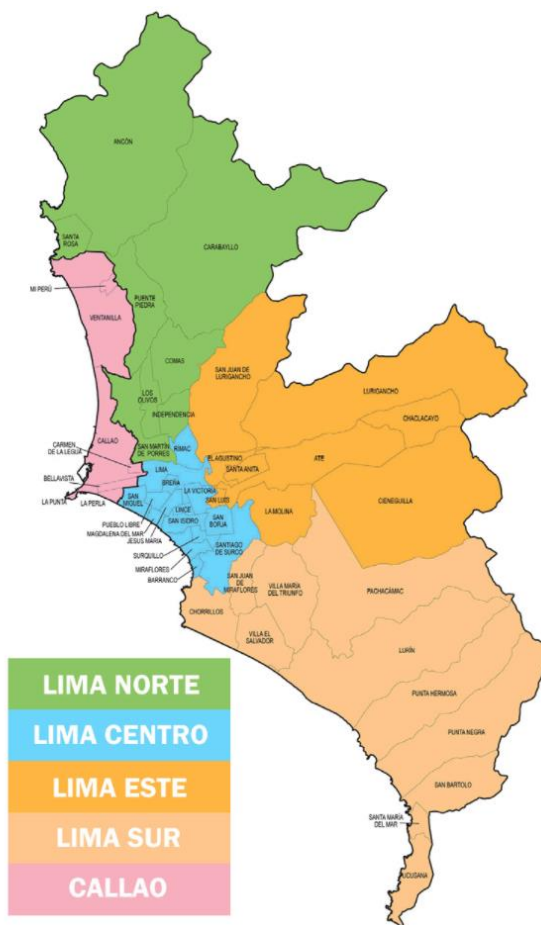 ANCÓN
CARABAYLLO
SANTA
ROSA
MI PERÚ
VENTANILLA
PUENTE
PIEDRA
COMAS
SAN JUAN DE
LURIGANCHO
LURIGANCHO
CHACLACAYO
LOS
OLIVOS
INDEPENDENCIA
CALLAO
SAN MARTÍN
DE PORRES
RIMAC
CARMEN
DE LA LEGUA
LIMA
EL AGUSTINO
SANTA ANITA
ATE
BELLAVISTA
BREÑA
LA VICTORIA
SAN LUIS
CIENEGUILLA
LA PUNTA
LA PERLA
SAN
MIGUEL
LINCE
SAN ISIDRO
SAN
BORJA
LA MOLINA
PUEBLO LIBRE
MAGDALENA DEL MAR
JESUS MARIA
SURQUILLO
SANTIAGO
DE SURCO
MIRAFLORES
BARRANCO
SAN JUAN
DE
MIRAFLORES
VILLA MARÍA
DEL TRIUNFO
PACHACÁMAC
CHORRILLOS
VILLA EL
SALVADOR
LURÍN
PUNTA HERMOSA
PUNTA NEGRA
SAN BARTOLO
SANTA MARÍA
DEL MAR
PUCUSANA
LIMA NORTE
LIMA CENTRO
LIMA ESTE
LIMA SUR
CALLAO